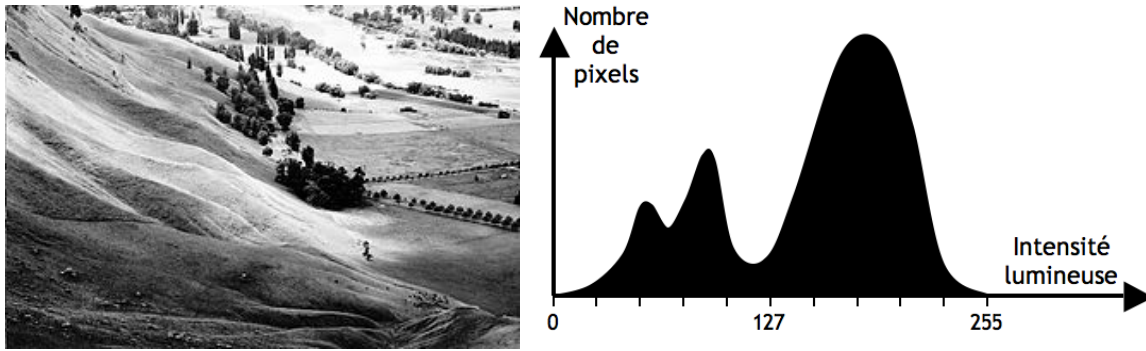 Nombre
de
pixels
Intensité
lumineuse
0
127
255